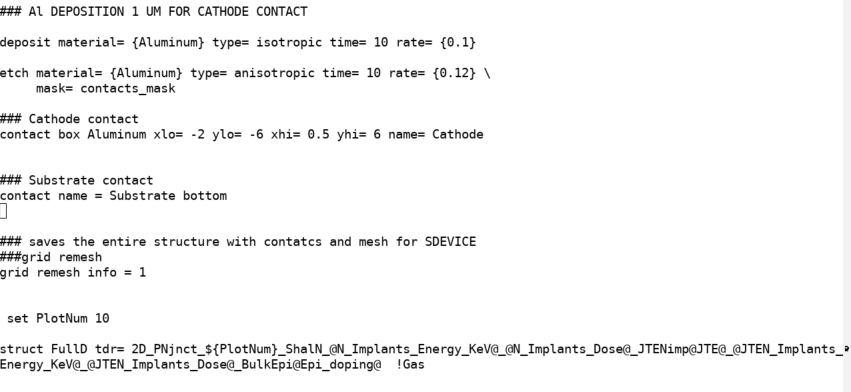 ### Al DEPOSITION 1 UM FOR CATHODE CONTACT
deposit material= {Aluminum} type= isotropic time= 10 rate= {0.1}
etch material= {Aluminum} type= anisotropic time= 10 rate= {0.12} \
mask= contacts_mask
### Cathode contact
contact box Aluminum xlo= -2 ylo= -6 xhi= 0.5 yhi= 6 name= Cathode
### Substrate contact
contact name = Substrate bottom
### saves the entire structure with contatcs and mesh for SDEVICE
###grid remesh
grid remesh info = 1
set PlotNum 10
struct FullD tdr= 2D_PNjnct_${PlotNum}_ShalN_@N_Implants_Energy_KeV@_@N_Implants_Dose@_JTENimp@JTE@_@JTEN_Implants_
Energy_KeV@_@JTEN_Implants_Dose@_BulkEpi@Epi_doping@ !Gas